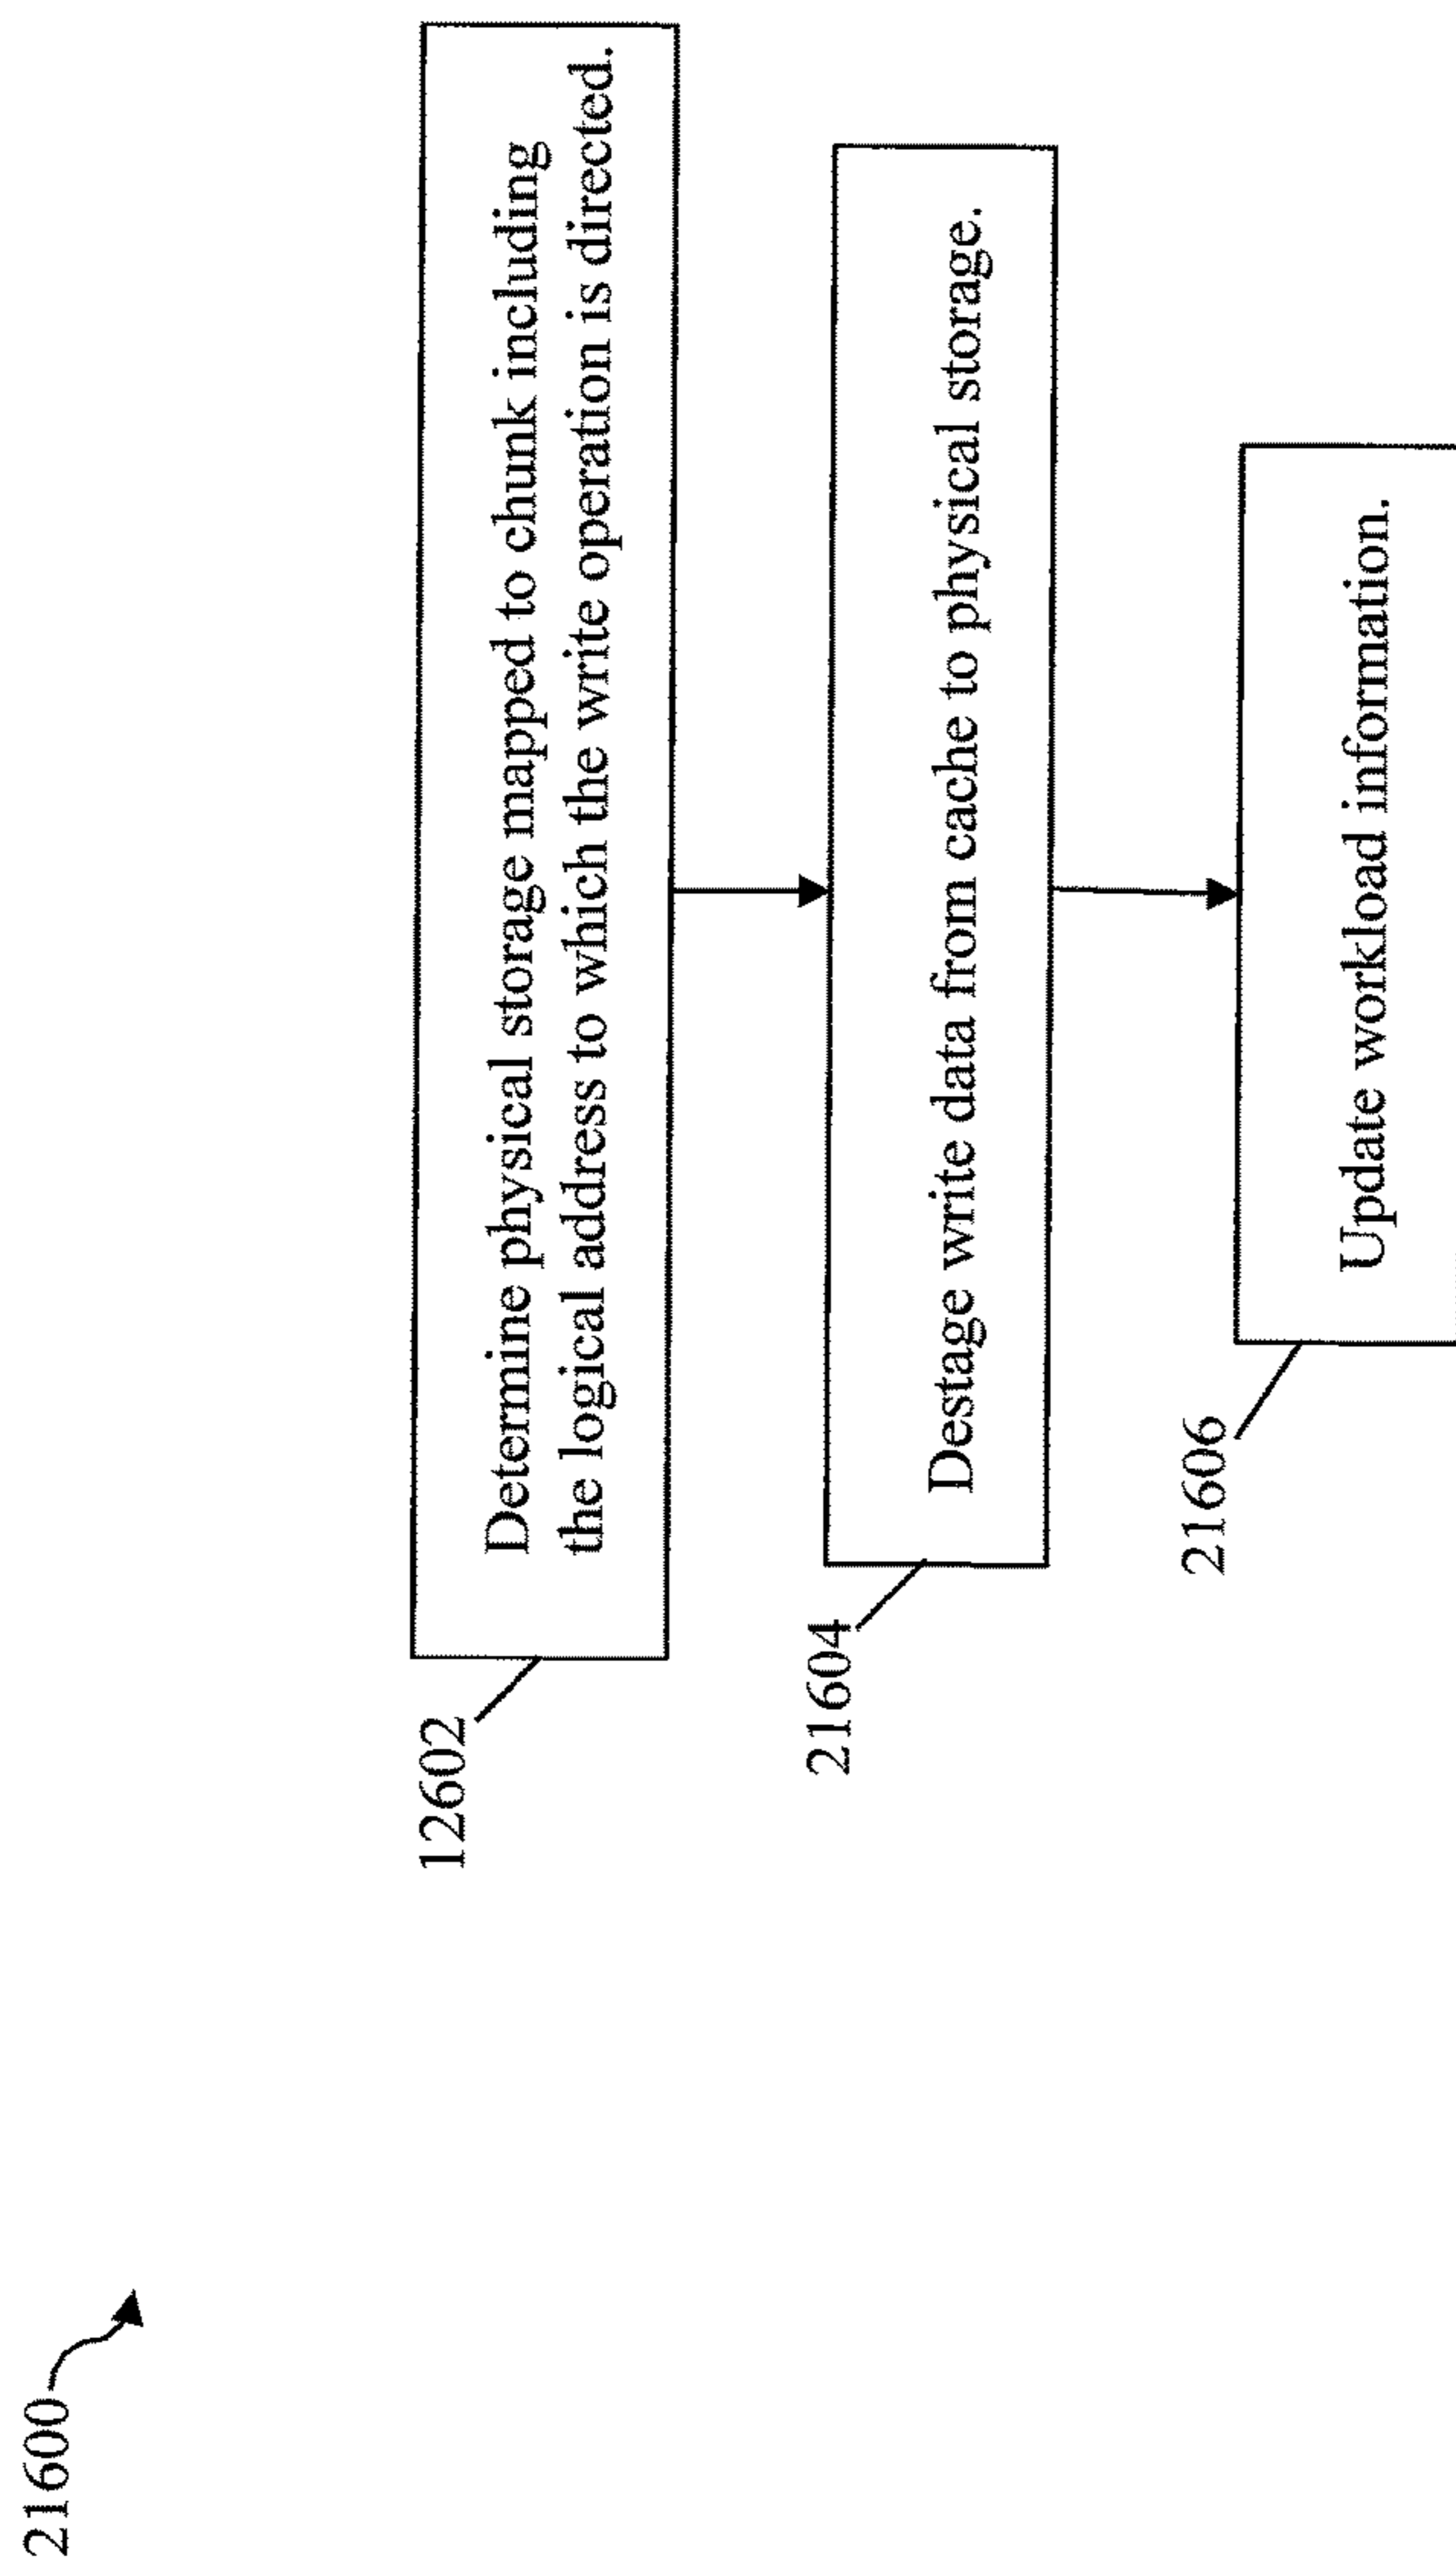 21600
12602
Determine physical storage mapped to chunk including
the logical address to which the write operation is directed.
21604
Destage write data from cache to physical storage.
21606
Update workload information.